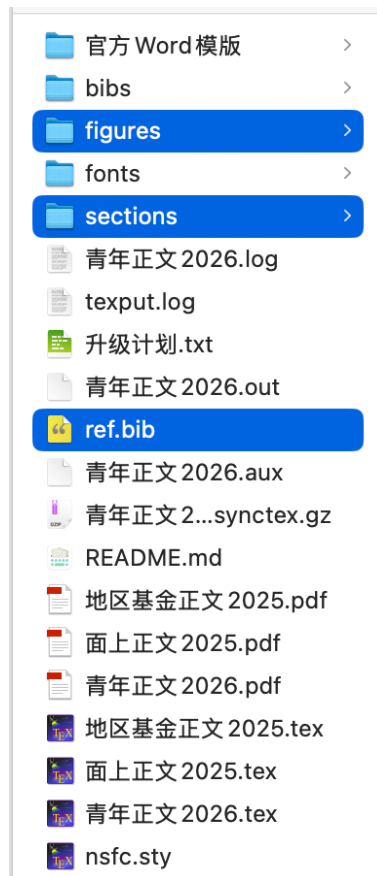 官方Word模版
bibs
figures
fonts
sections
青年正文2026.log
texput.log
升级计划.txt
青年正文2026.out
ref.bib
青年正文2026.aux
青年正文2...synctex.gz
README.md
地区基金正文2025.pdf
面上正文2025.pdf
青年正文2026.pdf
地区基金正文2025.tex
面上正文2025.tex
青年正文2026.tex
nsfc.sty